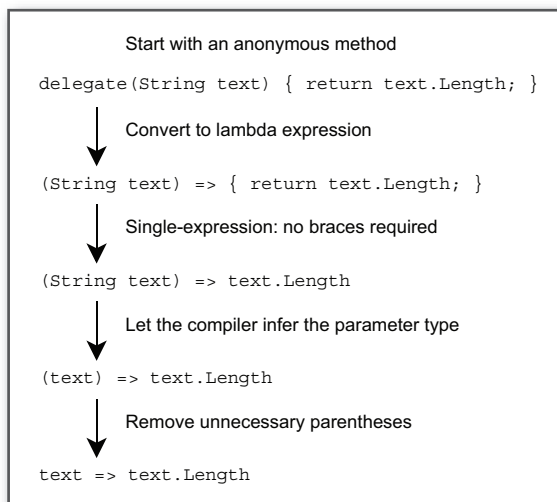 Start with an anonymous method
delegate(String text) { return text.Length; }
Convert to lambda expression
(String text) => { return text.Length; }
Single-expression: no braces required
(String text) => text.Length
Let the compiler infer the parameter type
(text) => text.Length
Remove unnecessary parentheses
text => text.Length